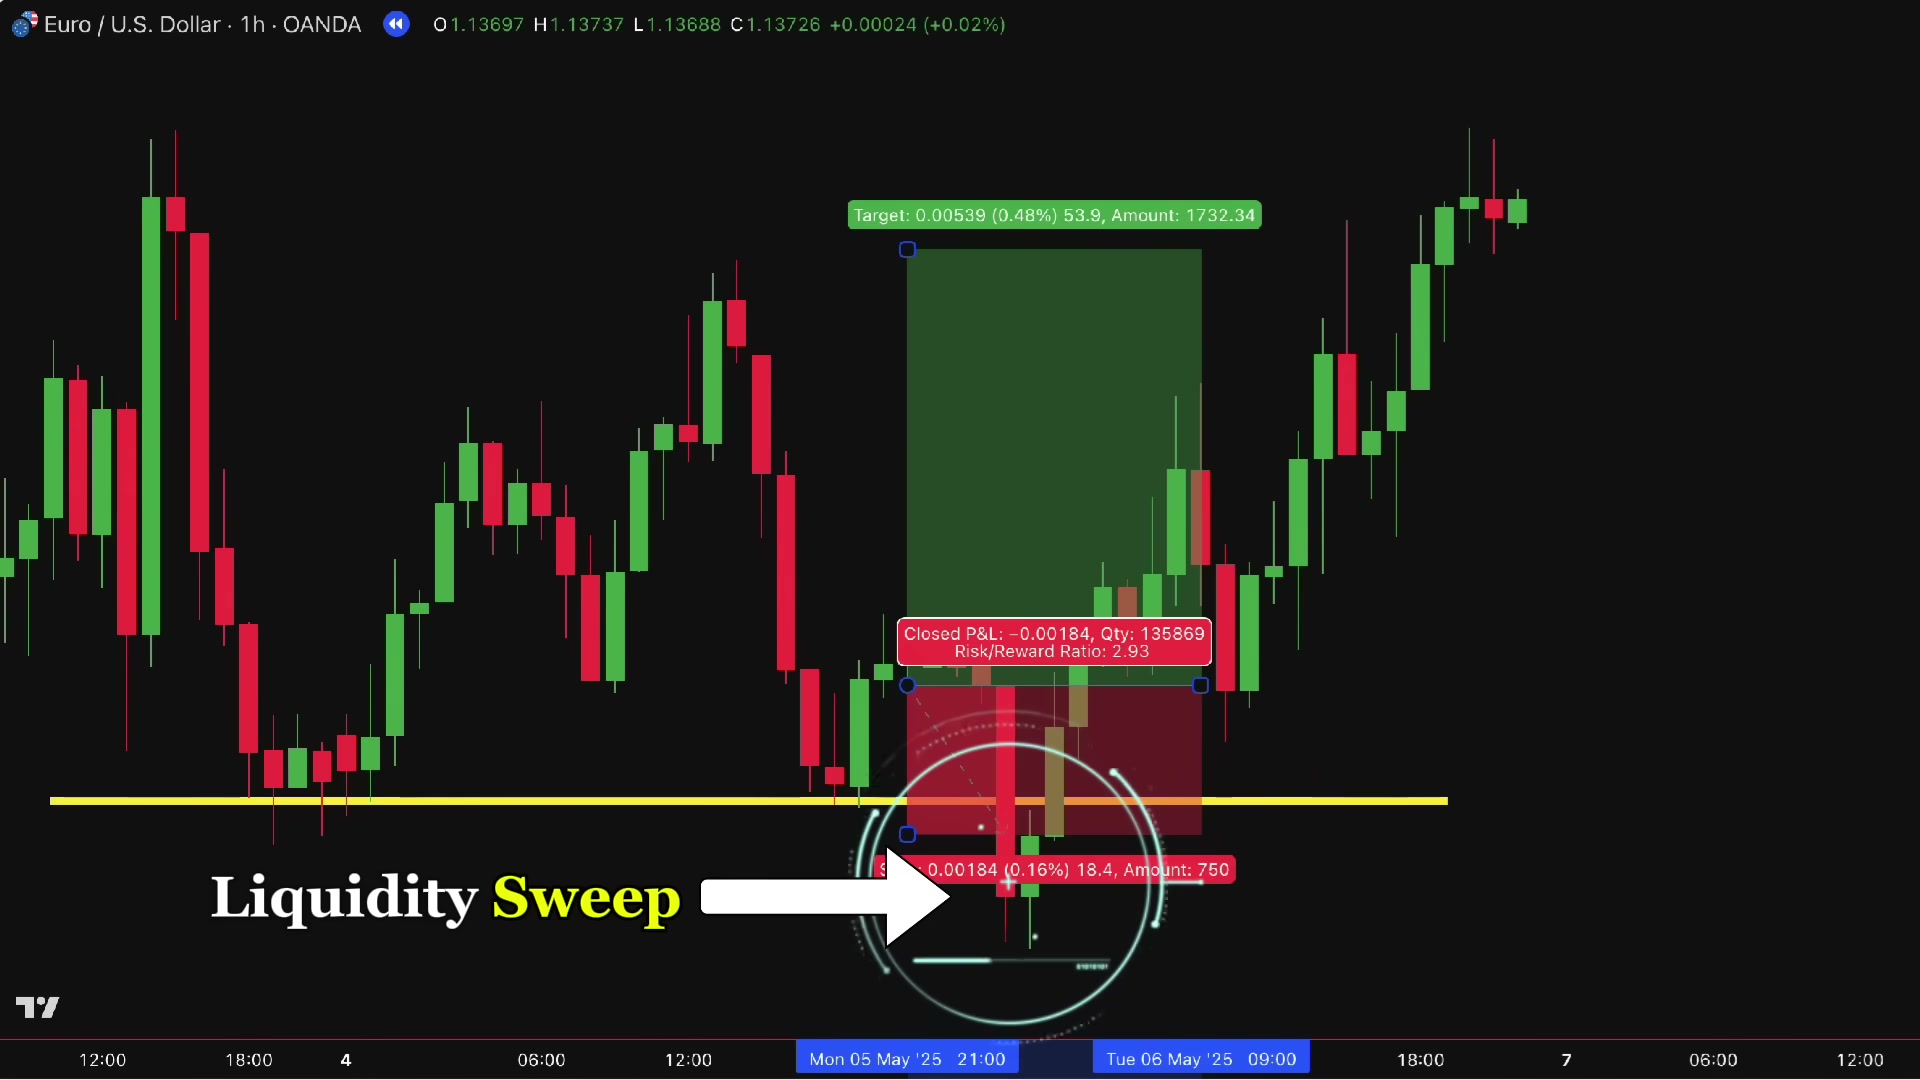 Euro / U.S. Dollar · 1h · OANDA O1.13697 H1.13737 L1.13688 C1.13726 +0.00024 (+0.02%)
Target: 0.00539 (0.48%) 53.9, Amount: 1732.34
Closed P&L: −0.00184, Qty: 135869
Risk/Reward Ratio: 2.93
0.00184 (0.16%) 18.4, Amount: 750
Liquidity Sweep
12:00 18:00 4 06:00 12:00 Mon 05 May '25 21:00 Tue 06 May '25 09:00 18:00 7 06:00 12:00